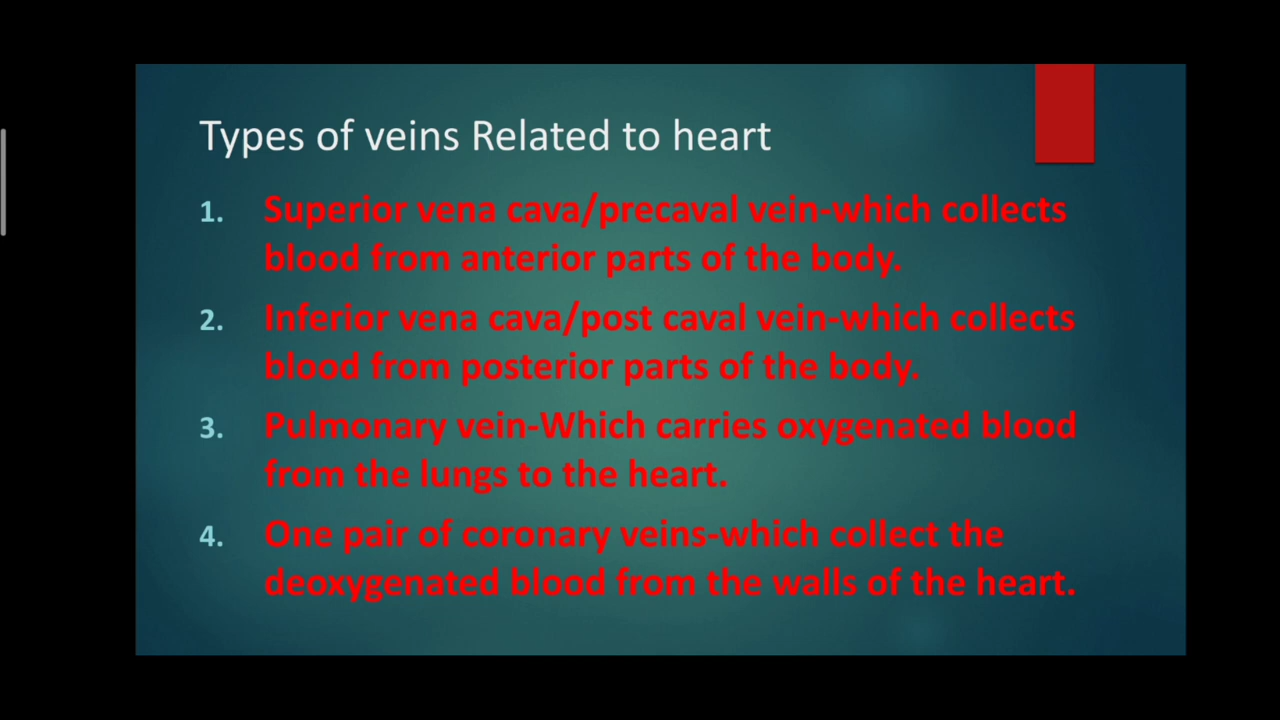 Types of veins Related to heart
1. Superior vena cava/precaval vein-which collects
blood from anterior parts of the body.
2. Inferior vena cava/post caval vein-which collects
blood from posterior parts of the body.
3. Pulmonary vein-Which carries oxygenated blood
from the lungs to the heart.
4. One pair of coronary veins-which collect the
deoxygenated blood from the walls of the heart.